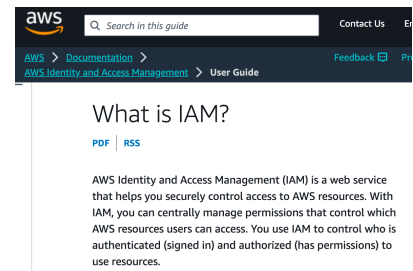 aws
Search in this guide
Contact Us
AWS > Documentation >
Feedback
AWS Identity and Access Management > User Guide
What is IAM?
PDF | RSS
AWS Identity and Access Management (IAM) is a web service
that helps you securely control access to AWS resources. With
IAM, you can centrally manage permissions that control which
AWS resources users can access. You use IAM to control who is
authenticated (signed in) and authorized (has permissions) to
use resources.